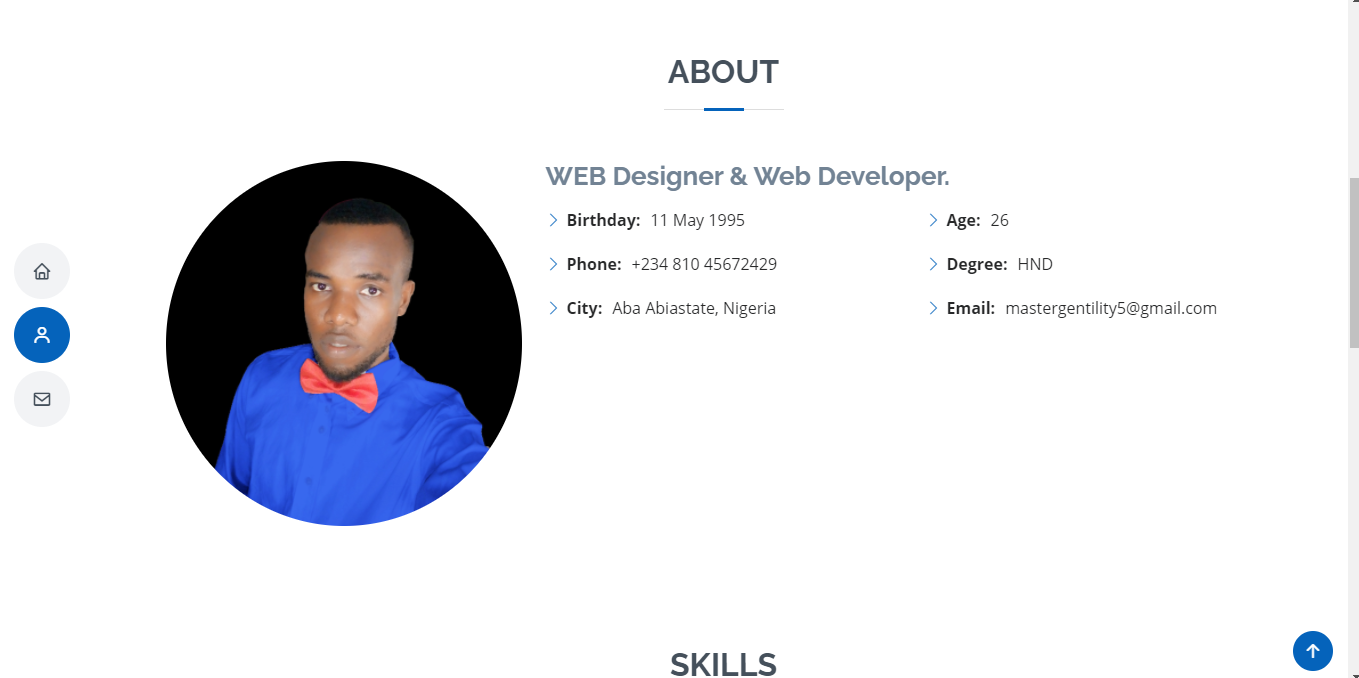 ABOUT
WEB Designer & Web Developer.
Birthday: 11 May 1995
Age: 26
Phone: +234 810 45672429
Degree: HND
City: Aba Abiastate, Nigeria
Email: mastergentility5@gmail.com
SKILLS